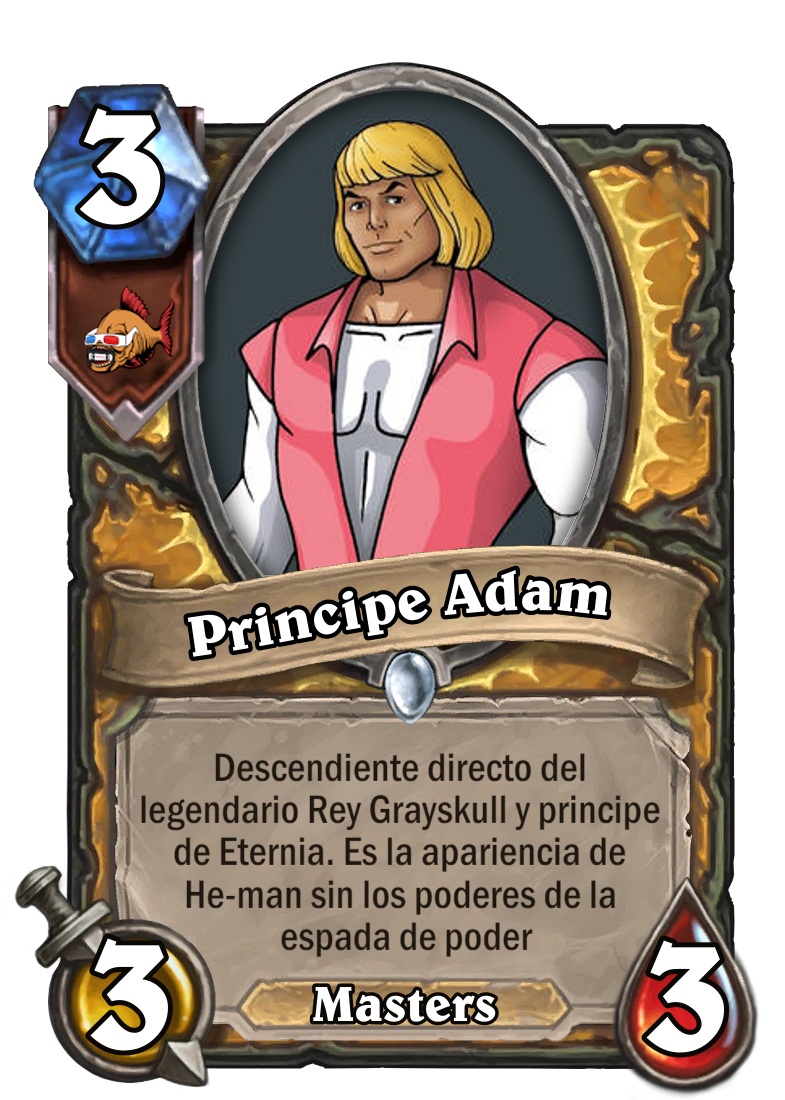 3
Principe Adam
Descendiente directo del
legendario Rey Grayskull y principe
de Eternia. Es la apariencia de
He-man sin los poderes de la
espada de poder
3
Masters
3